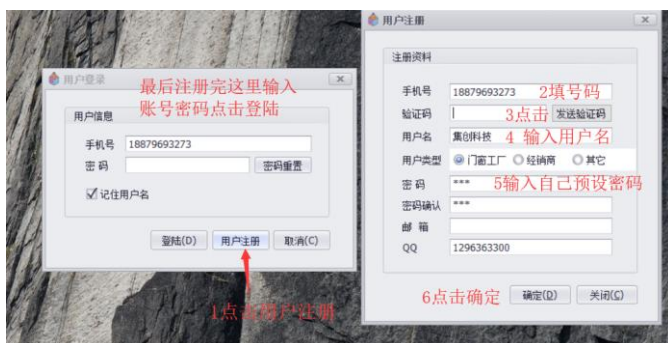 用户登录
最后注册完这里输入
账号密码点击登陆
用户信息
手机号 18879693273
密 码
密码重置
记住用户名
登陆(D) 用户注册 取消(C)
1点击用户注册
用户注册
注册资料
手机号 18879693273 2填号码
验证码 3点击 发送验证码
用户名 集创科技 4 输入用户名
用户类型 门窗工厂 经销商 其它
密 码 *** 5输入自己预设密码
密码确认 ***
邮 箱
QQ 1296363300
6点击确定 确定(D) 关闭(C)